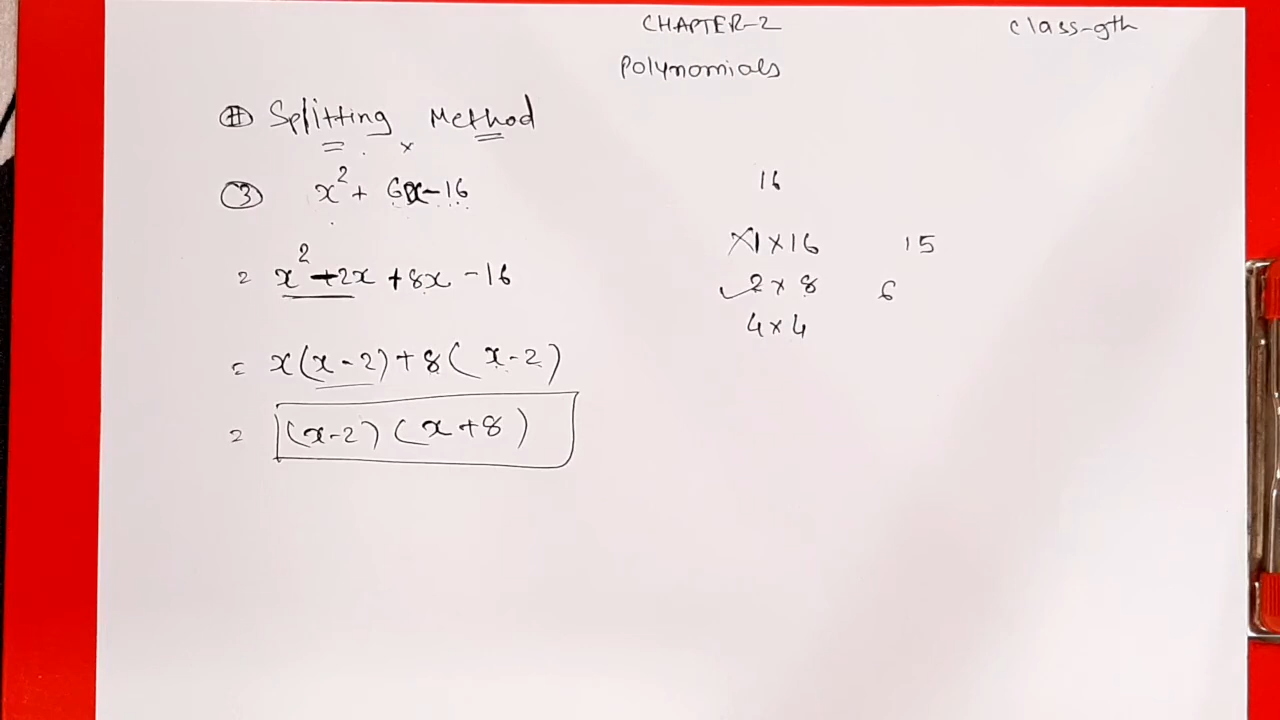 CHAPTER-2 Class-9th
Polynomials
# Splitting Method
③ x² + 6x - 16
= x² - 2x + 8x - 16
= x(x-2) + 8(x-2)
= (x-2) (x+8)
16
1 × 16 15
2 × 8 6
4 × 4